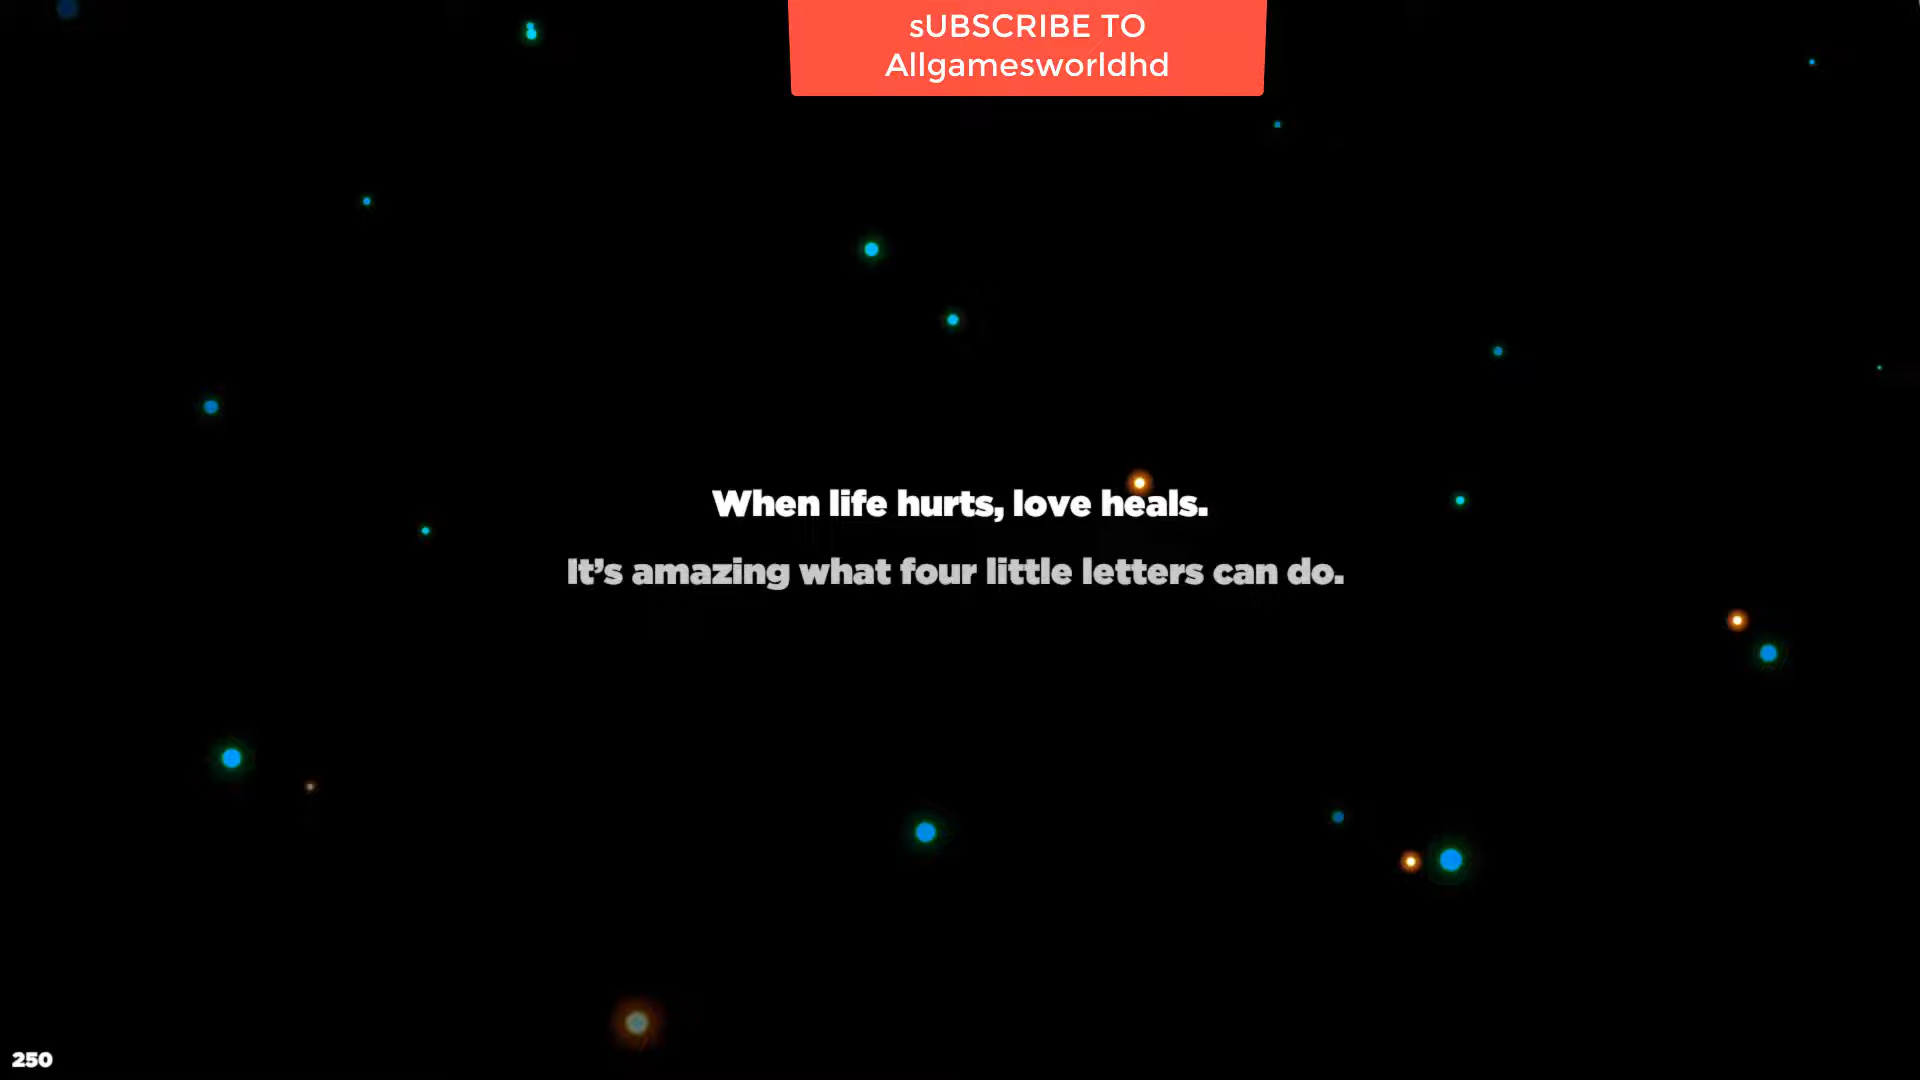 sUBSCRIBE TO
Allgamesworldhd
When life hurts, love heals.
It’s amazing what four little letters can do.
250